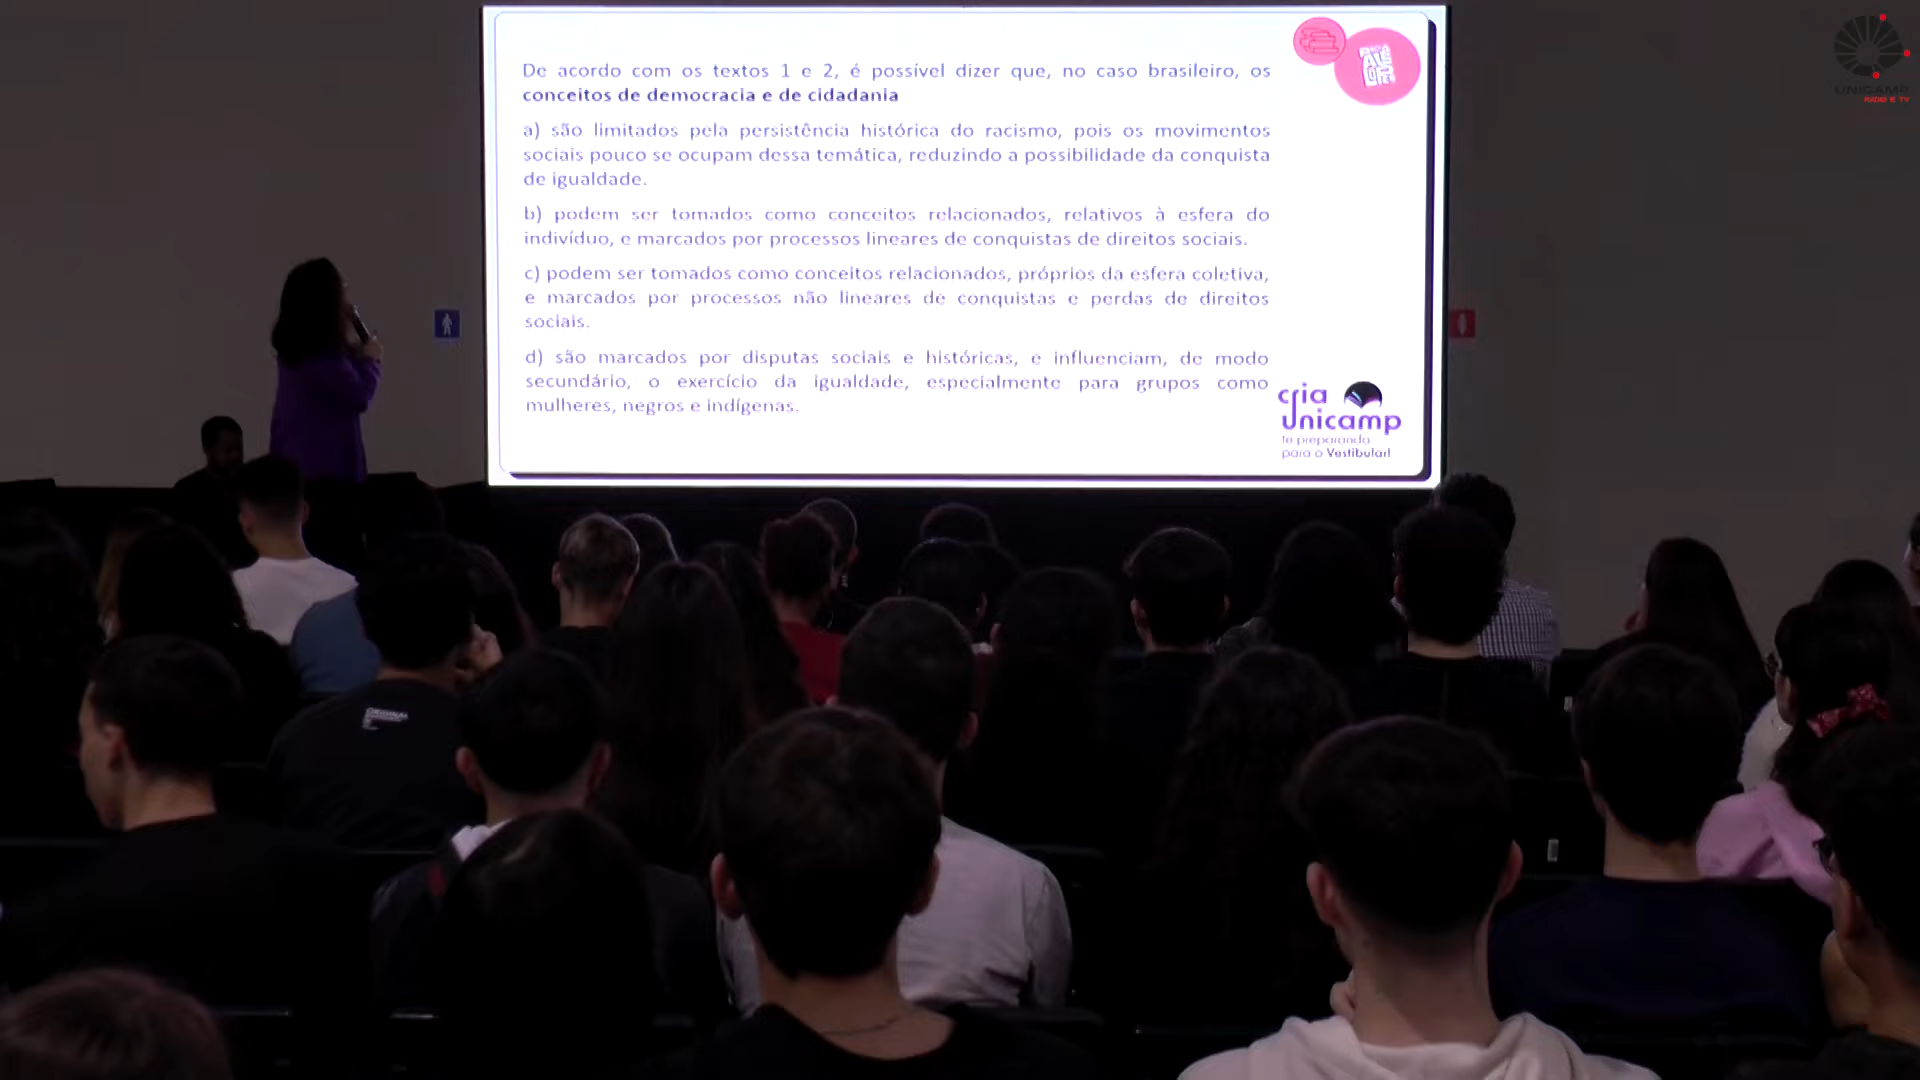 De acordo com os textos 1 e 2, é possível dizer que, no caso brasileiro, os
conceitos de democracia e de cidadania
a) são limitados pela persistência histórica do racismo, pois os movimentos
sociais pouco se ocupam dessa temática, reduzindo a possibilidade da conquista
de igualdade.
b) podem ser tomados como conceitos relacionados, relativos à esfera do
indivíduo, e marcados por processos lineares de conquistas de direitos sociais.
c) podem ser tomados como conceitos relacionados, próprios da esfera coletiva,
e marcados por processos não lineares de conquistas e perdas de direitos
sociais.
d) são marcados por disputas sociais e históricas, e influenciam, de modo
secundário, o exercício da igualdade, especialmente para grupos como
mulheres, negros e indígenas.
cria
unicamp
te preparando
para o Vestibular!
UNICAMP
RÁDIO E TV
ORIGINAL